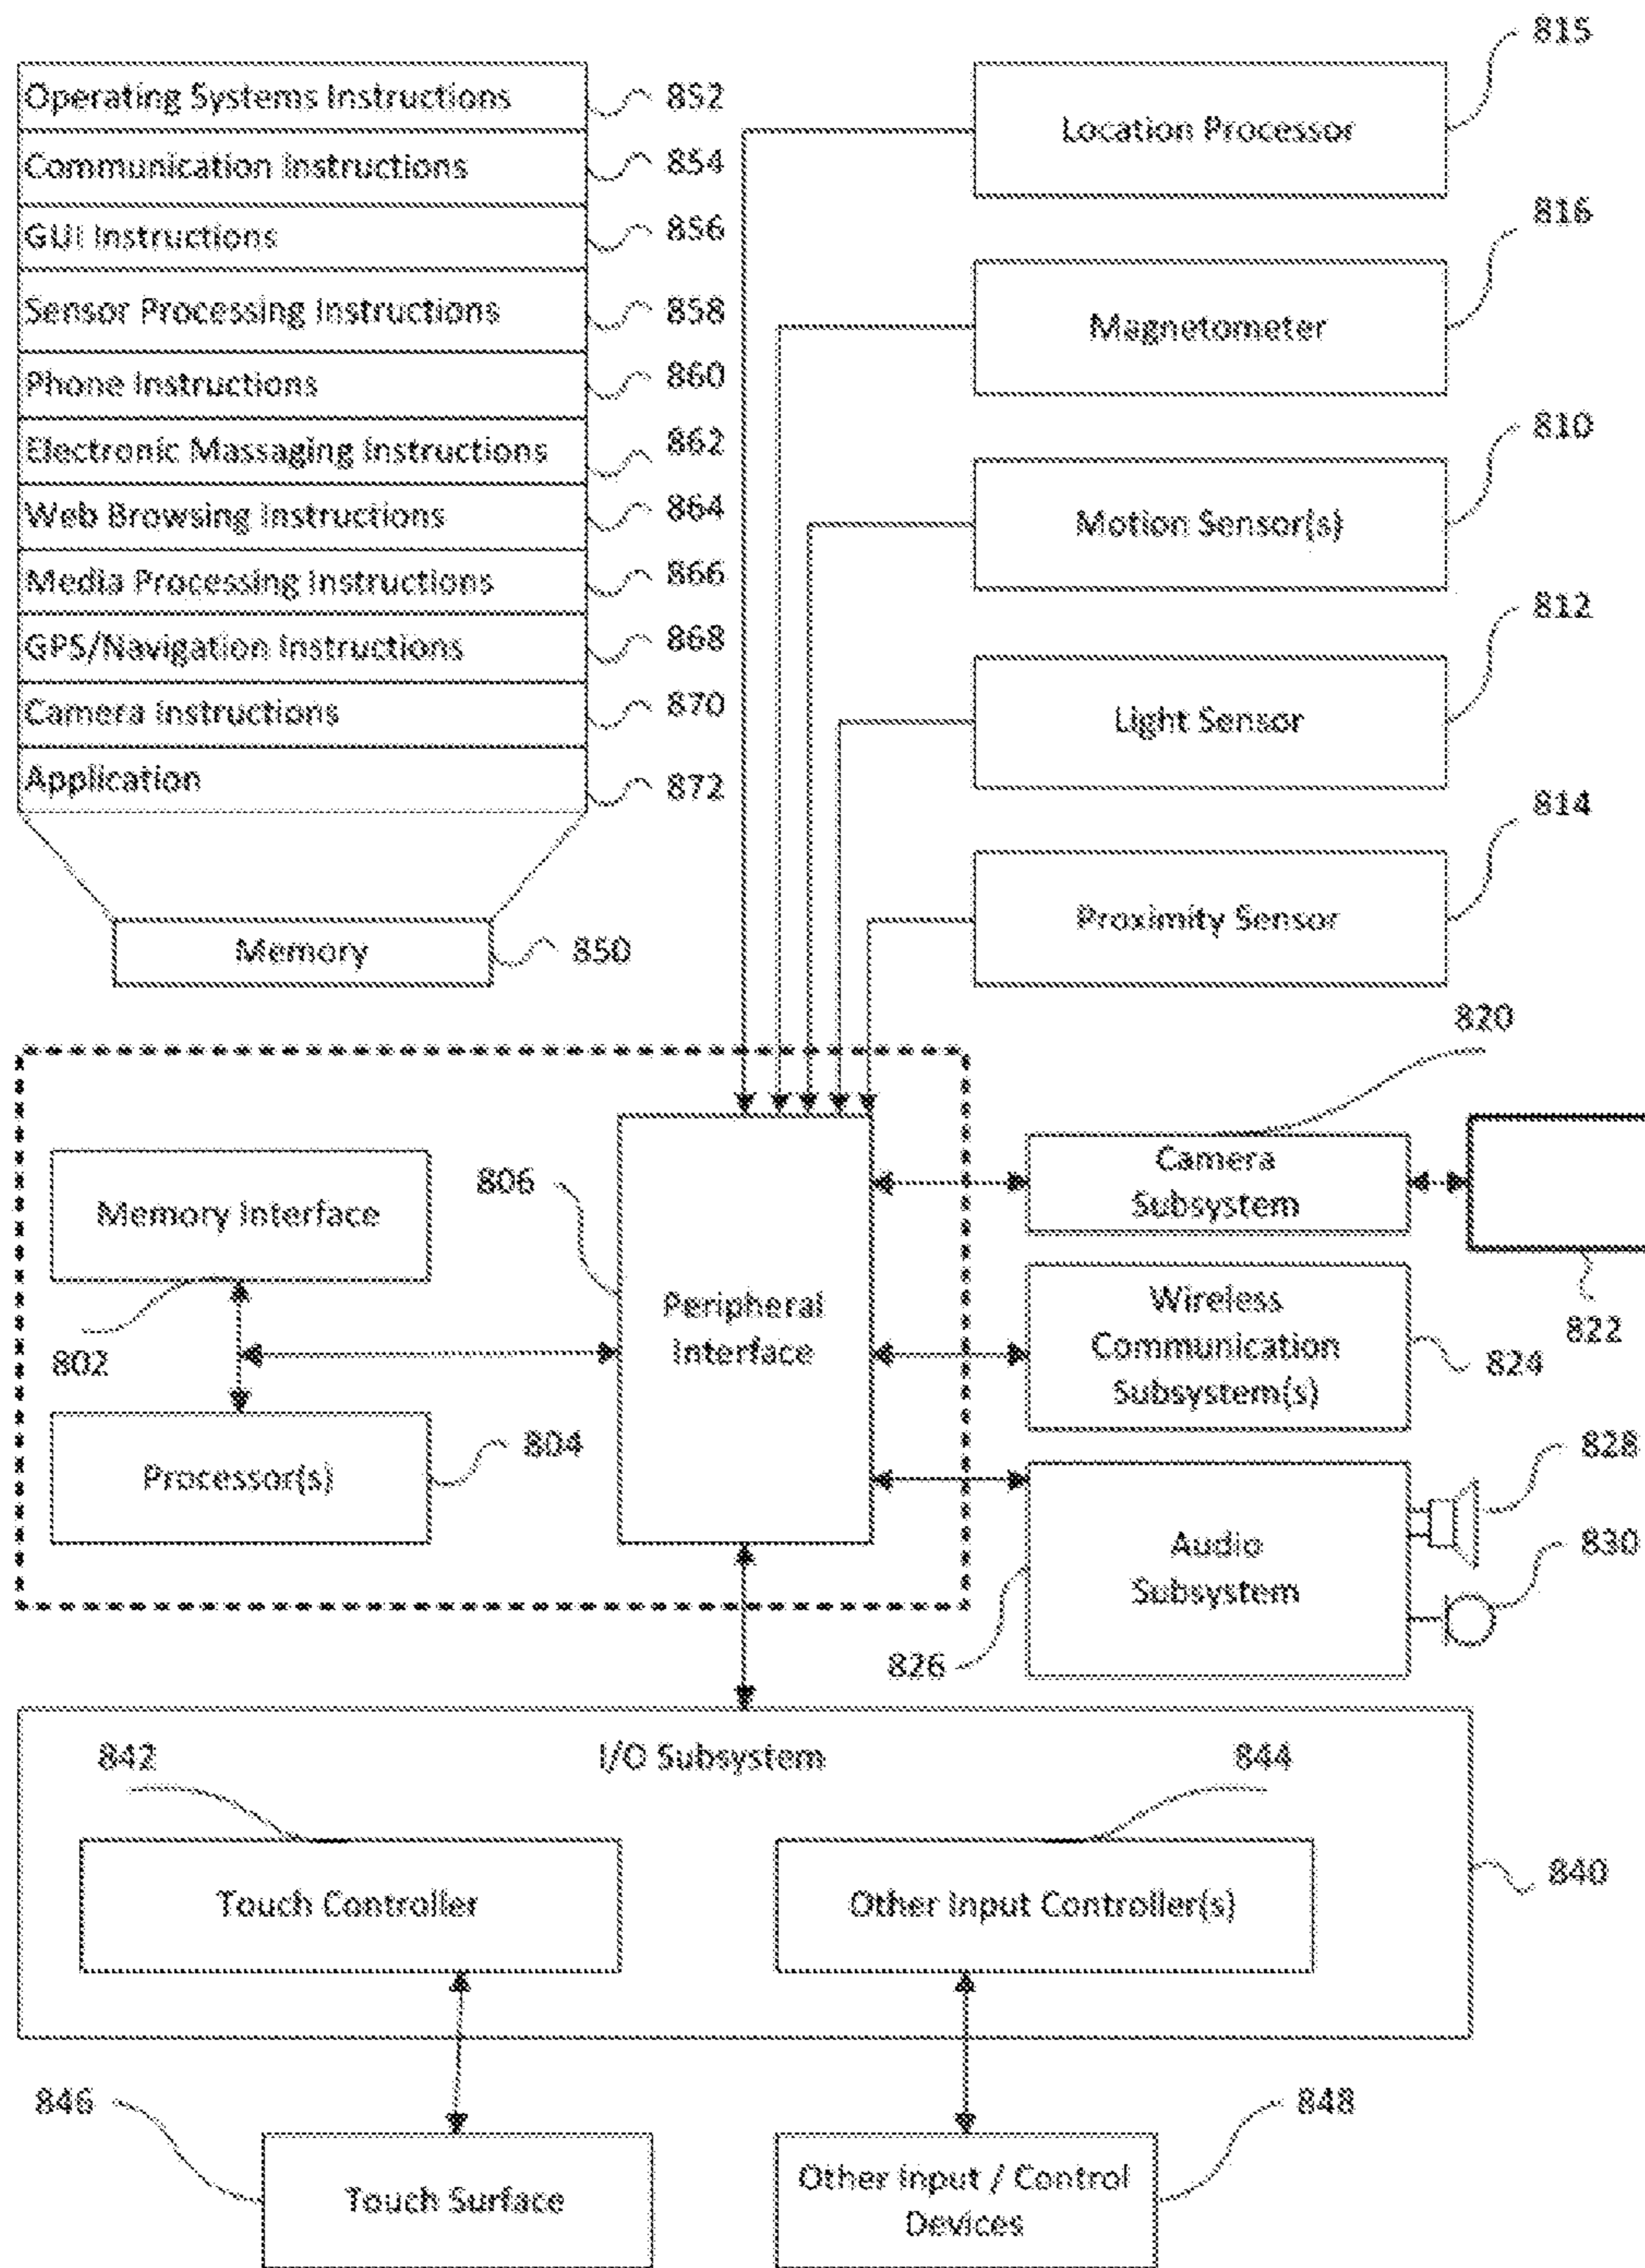 Operating Systems Instructions
852
Communication Instructions
854
GUI Instructions
856
Sensor Processing Instructions
858
Phone Instructions
860
Electronic Massaging Instructions
862
Web Browsing Instructions
864
Media Processing Instructions
866
GPS/Navigation Instructions
868
Camera Instructions
870
Application
872
Memory
850
815
Location Processor
816
Magnetometer
810
Motion Sensor(s)
812
Light Sensor
814
Proximity Sensor
820
Memory Interface
802
806
Peripheral
Interface
Processor(s)
804
Camera
Subsystem
822
Wireless
Communication
Subsystem(s)
824
828
Audio
Subsystem
830
826
842
I/O Subsystem
844
Touch Controller
Other Input Controller(s)
840
846
Touch Surface
Other Input / Control
Devices
848